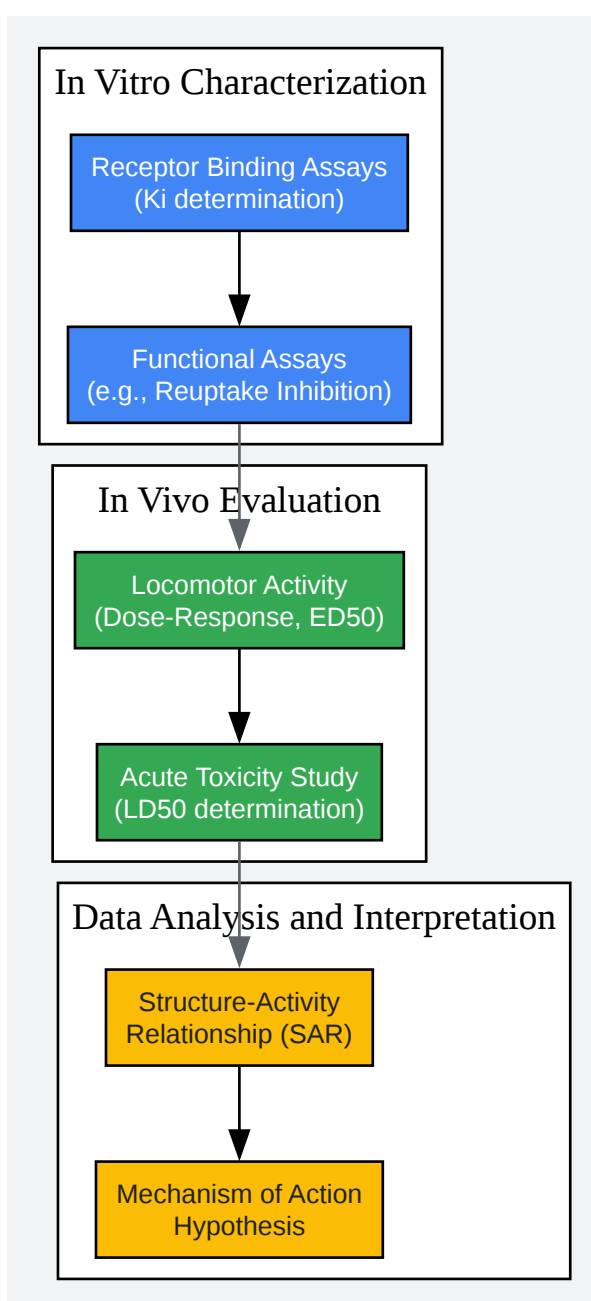 In Vitro Characterization
Receptor Binding Assays
(Ki determination)
Functional Assays
(e.g., Reuptake Inhibition)
In Vivo Evaluation
Locomotor Activity
(Dose-Response, ED50)
Acute Toxicity Study
(LD50 determination)
Data Analysis and Interpretation
Structure-Activity
Relationship (SAR)
Mechanism of Action
Hypothesis